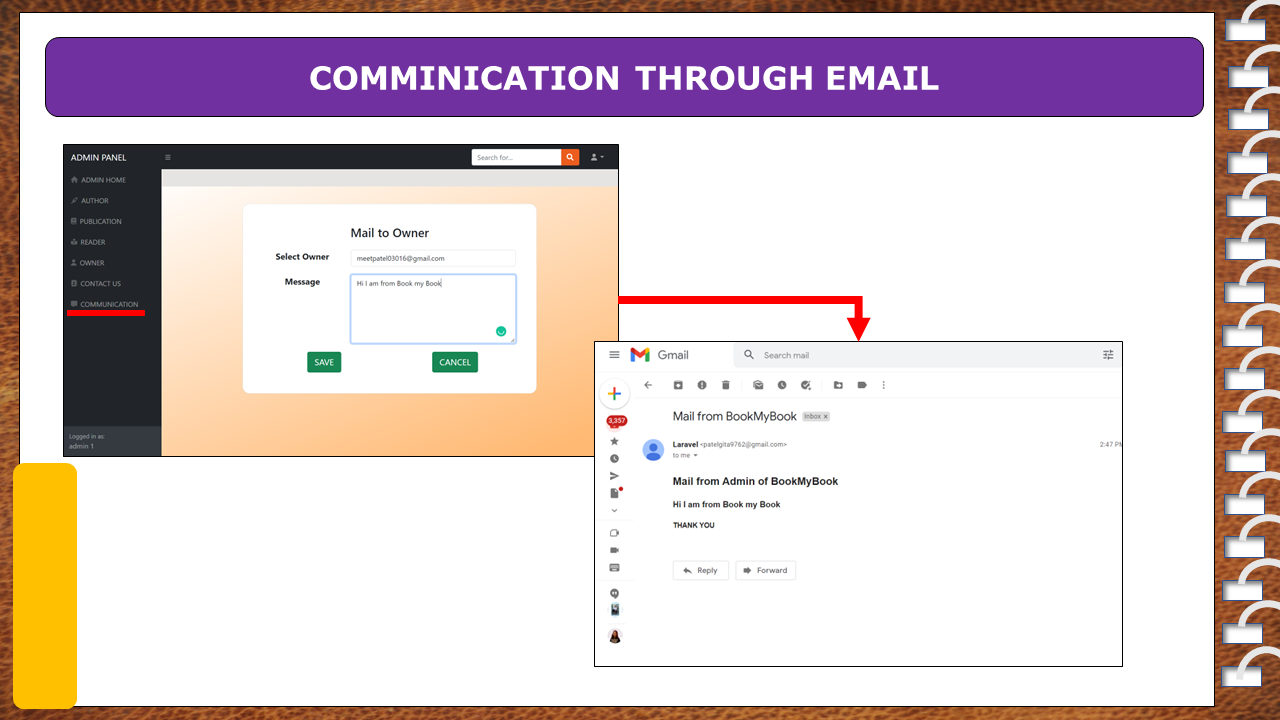 COMMINICATION THROUGH EMAIL
ADMIN PANEL
Search for...
ADMIN HOME
AUTHOR
PUBLICATION
READER
OWNER
CONTACT US
COMMUNICATION
Logged in as:
admin 1
Mail to Owner
Select Owner
meetpatel03016@gmail.com
Message
Hi I am from Book my Book
SAVE
CANCEL
Gmail
Search mail
3,357
Mail from BookMyBook Inbox x
Laravel <patelgita9762@gmail.com>
2:47 PM
to me
Mail from Admin of BookMyBook
Hi I am from Book my Book
THANK YOU
Reply
Forward